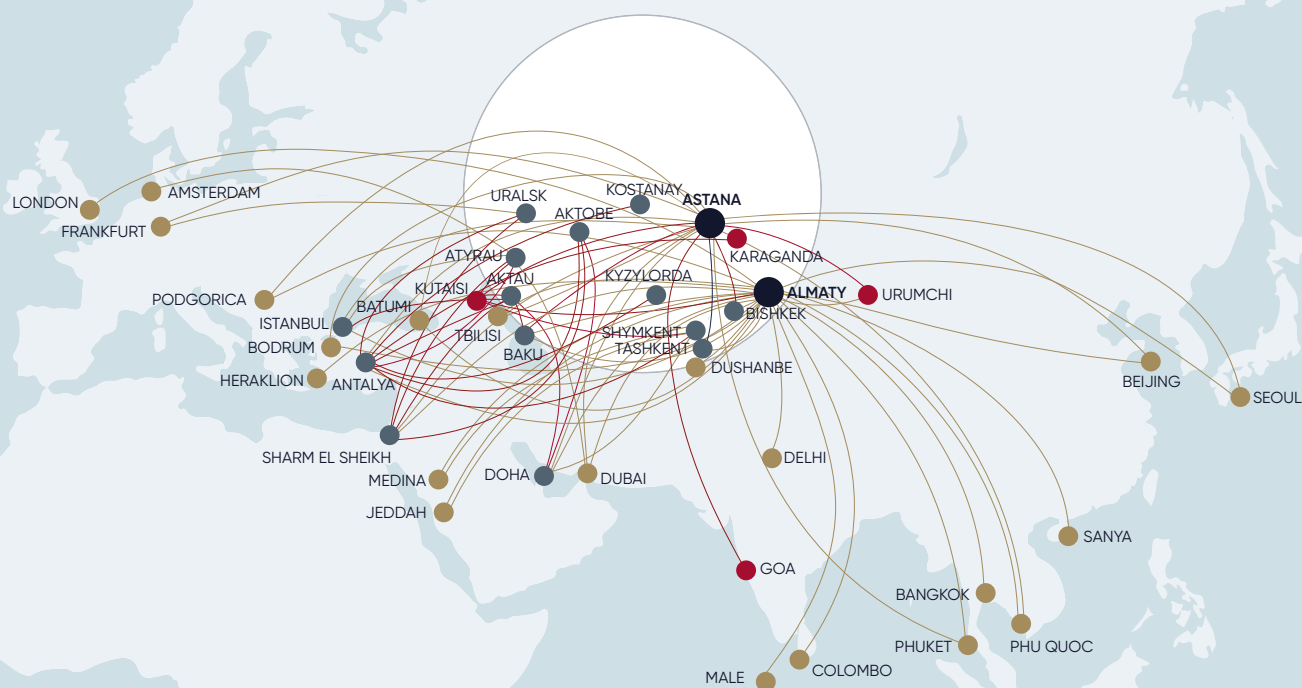 KOSTANAY
ASTANA
LONDON
AMSTERDAM
URALSK
AKTOBE
FRANKFURT
KARAGANDA
ATYRAU
AKTAU
KYZYLORDA
KUTAISI
ALMATY
URUMCHI
PODGORICA
BATUMI
BISHKEK
ISTANBUL
TBILISI
SHYMKENT
BODRUM
BAKU
TASHKENT
DUSHANBE
HERAKLION
ANTALYA
BEIJING
SEOUL
SHARM EL SHEIKH
DELHI
MEDINA
DOHA
DUBAI
JEDDAH
SANYA
GOA
BANGKOK
PHUKET
PHU QUOC
COLOMBO
MALE